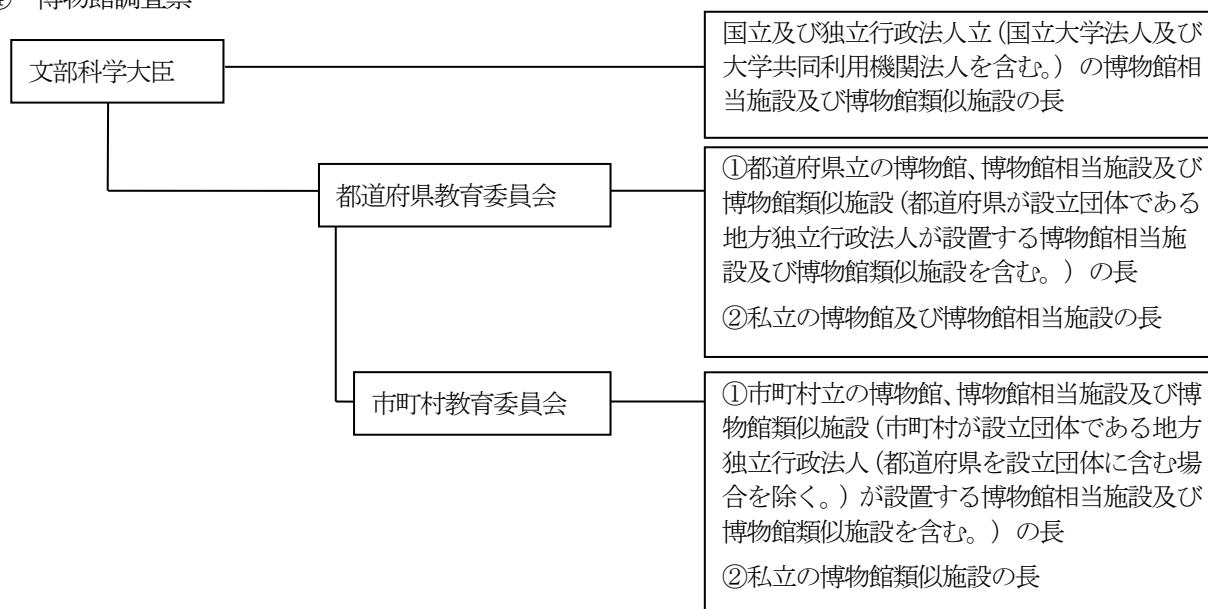 博物館調査票
国立及び独立行政法人立(国立大学法人及び
大学共同利用機関法人を含む。)の博物館相
当施設及び博物館類似施設の長
文部科学大臣
①都道府県立の博物館、博物館相当施設及び
博物館類似施設(都道府県が設立団体である
地方独立行政法人が設置する博物館相当施
設及び博物館類似施設を含む。)の長
②私立の博物館及び博物館相当施設の長
都道府県教育委員会
①市町村立の博物館、博物館相当施設及び博
物館類似施設(市町村が設立団体である地方
独立行政法人(都道府県を設立団体に含む場
合を除く。)が設置する博物館相当施設及び
博物館類似施設を含む。)の長
②私立の博物館類似施設の長
市町村教育委員会